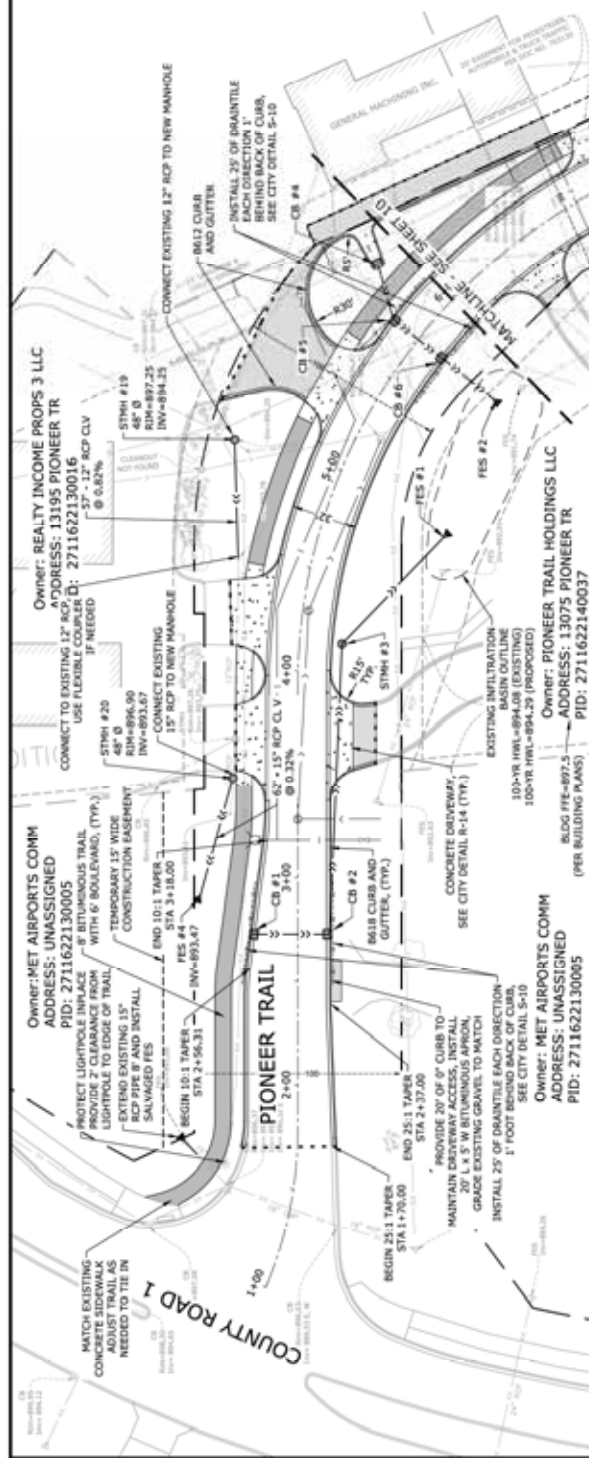 Owner:MET AIRPORTS COMM
ADDRESS: UNASSIGNED
PID: 2711622130005
PROTECT LIGHTPOLE INPLACE
PROVIDE 2' CLEARANCE FROM
LIGHTPOLE TO EDGE OF TRAIL
EXTEND EXISTING 15"
RCP PIPE 8' AND INSTALL
SALVAGED FES
MATCH EXISTING
CONCRETE SIDEWALK
ADJUST TRAIL AS
NEEDED TO TIE IN
8' BITUMINOUS TRAIL
WITH 6' BOULEVARD, (TYP.)
TEMPORARY 15' WIDE
CONSTRUCTION EASEMENT
BEGIN 10:1 TAPER
STA 2+56.31
END 10:1 TAPER
STA 3+18.00
FES #4
INV=893.47
STMH #20
48" Ø
RIM=896.90
INV=893.67
CONNECT EXISTING
15" RCP TO NEW MANHOLE
62' - 15" RCP CL V
@ 0.32%
Owner: REALTY INCOME PROPS 3 LLC
ADDRESS: 13195 PIONEER TR
D: 2711622130016
CONNECT TO EXISTING 12" RCP,
USE FLEXIBLE COUPLER
IF NEEDED
57' - 12" RCP CLV
@ 0.82%
STMH #19
48" Ø
RIM=897.25
INV=894.25
CLEANOUT
NOT FOUND
CONNECT EXISTING 12" RCP TO NEW MANHOLE
B612 CURB
AND GUTTER
INSTALL 25' OF DRAINTILE
EACH DIRECTION 1'
BEHIND BACK OF CURB,
SEE CITY DETAIL S-10
GENERAL MACHINING INC.
20' EASEMENT FOR PEDESTRIAN,
AUTOMOBILE & TRUCK TRAFFIC
CB #4
R5'
R30'
CB #5
CB #6
MATCHLINE - SEE SHEET 10
COUNTY ROAD 1
PIONEER TRAIL
1+00
2+00
3+00
4+00
5+00
32'
100
CB #1
CB #2
R15'
TYP.
STMH #3
FES #1
FES #2
B618 CURB AND
GUTTER, (TYP.)
CONCRETE DRIVEWAY,
SEE CITY DETAIL R-14 (TYP.)
EXISTING INFILTRATION
BASIN OUTLINE
100-YR HWL=894.08 (EXISTING)
100-YR HWL=894.29 (PROPOSED)
BEGIN 25:1 TAPER
STA 1+70.00
END 25:1 TAPER
STA 2+37.00
PROVIDE 20' OF 0" CURB TO
MAINTAIN DRIVEWAY ACCESS, INSTALL
20' L x 5' W BITUMINOUS APRON,
GRADE EXISTING GRAVEL TO MATCH
INSTALL 25' OF DRAINTILE EACH DIRECTION
1' FOOT BEHIND BACK OF CURB,
SEE CITY DETAIL S-10
Owner: MET AIRPORTS COMM
ADDRESS: UNASSIGNED
PID: 2711622130005
BLDG FFE=897.5
(PER BUILDING PLANS)
Owner: PIONEER TRAIL HOLDINGS LLC
ADDRESS: 13075 PIONEER TR
PID: 2711622140037